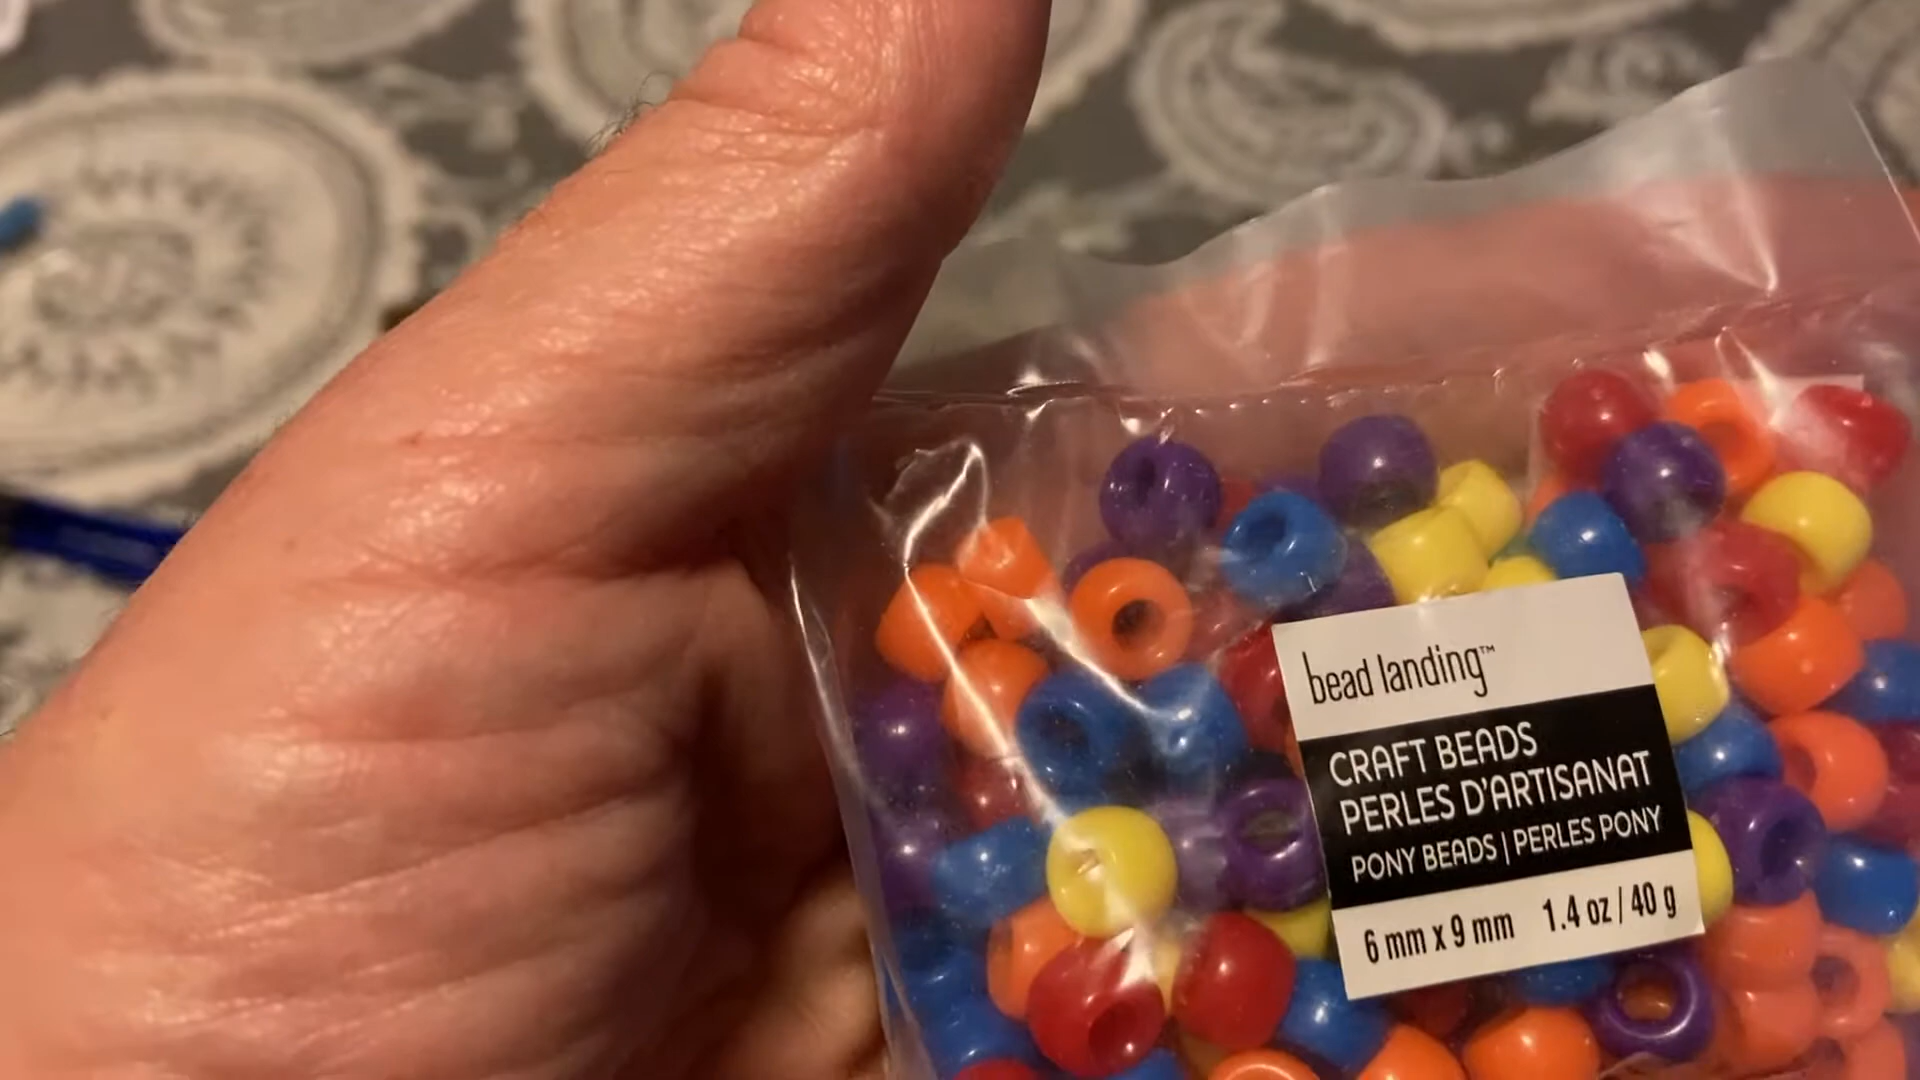 bead landing™
CRAFT BEADS
PERLES D'ARTISANAT
PONY BEADS | PERLES PONY
6 mm x 9 mm 1.4 oz / 40 g